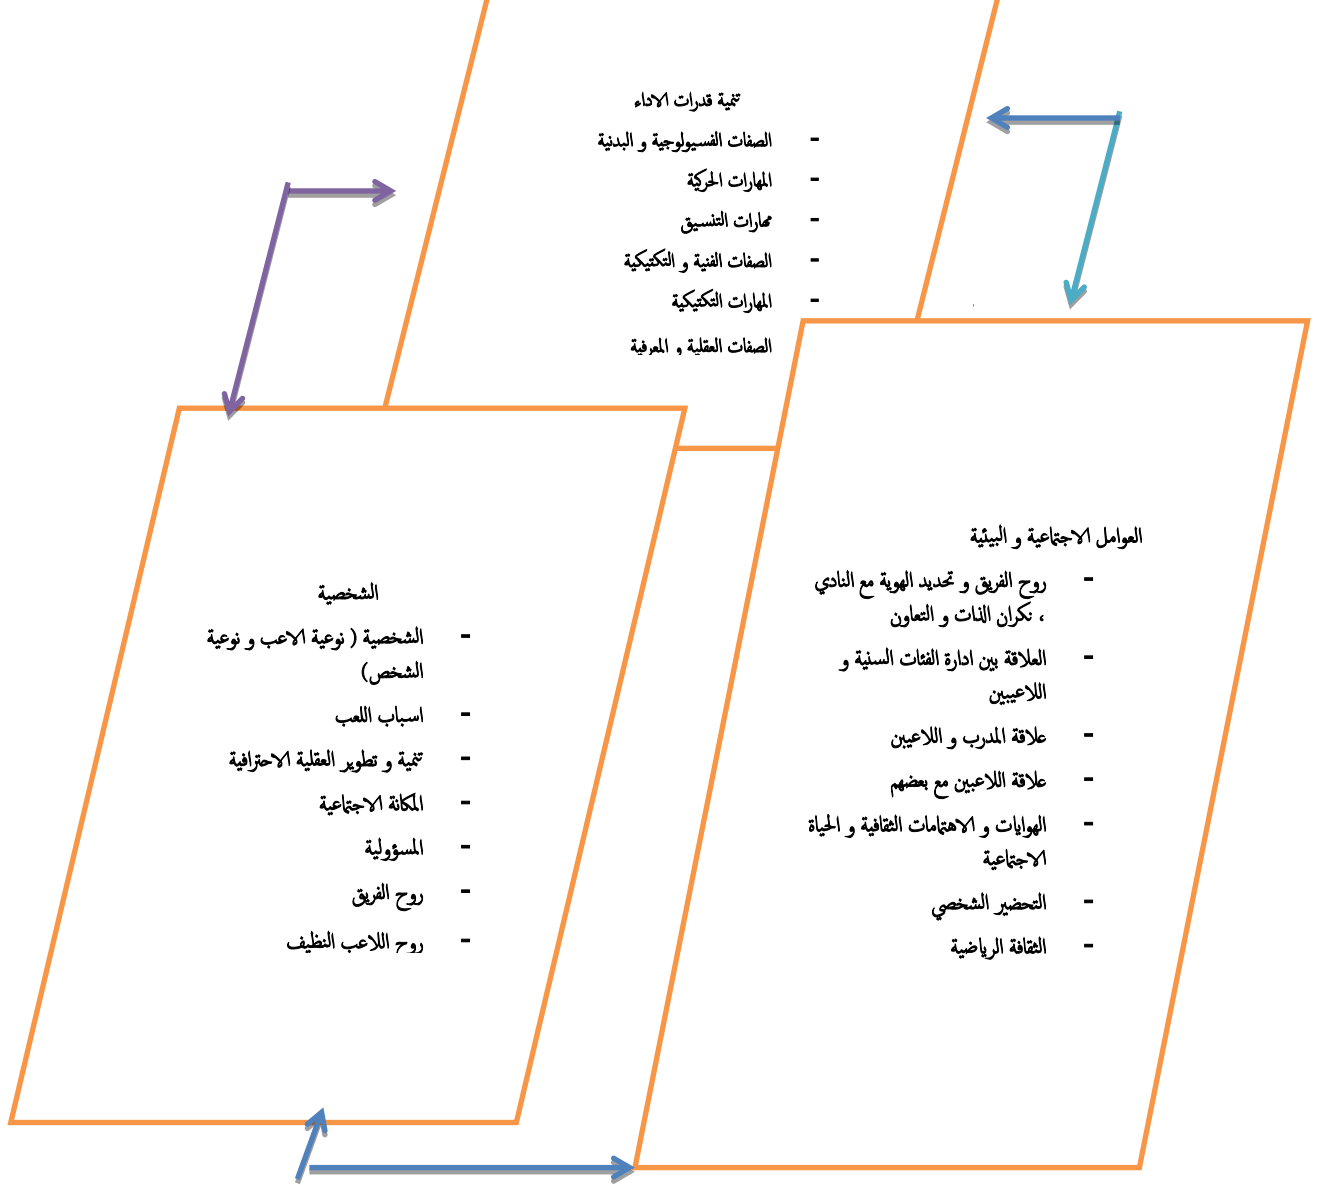 تنمية قدرات الاداء
- الصفات الفسيولوجية و البدنية
- المهارات الحركية
- مهارات التنسيق
- الصفات الفنية و التكتيكية
- المهارات التكتيكية
الصفات العقلية و المعرفية
العوامل الاجتماعية و البيئية
- روح الفريق و تحديد الهوية مع النادي
، نكران الذات و التعاون
- العلاقة بين ادارة الفئات السنية و
اللاعيبين
- علاقة المدرب و اللاعبين
- علاقة اللاعبين مع بعضهم
- الهوايات و الاهتمامات الثقافية و الحياة
الاجتماعية
- التحضير الشخصي
- الثقافة الرياضية
الشخصية
- الشخصية ( نوعية الاعب و نوعية
الشخص)
- اسباب اللعب
- تنمية و تطوير العقلية الاحترافية
- المكانة الاجتماعية
- المسؤولية
- روح الفريق
- روح اللاعب النظيف